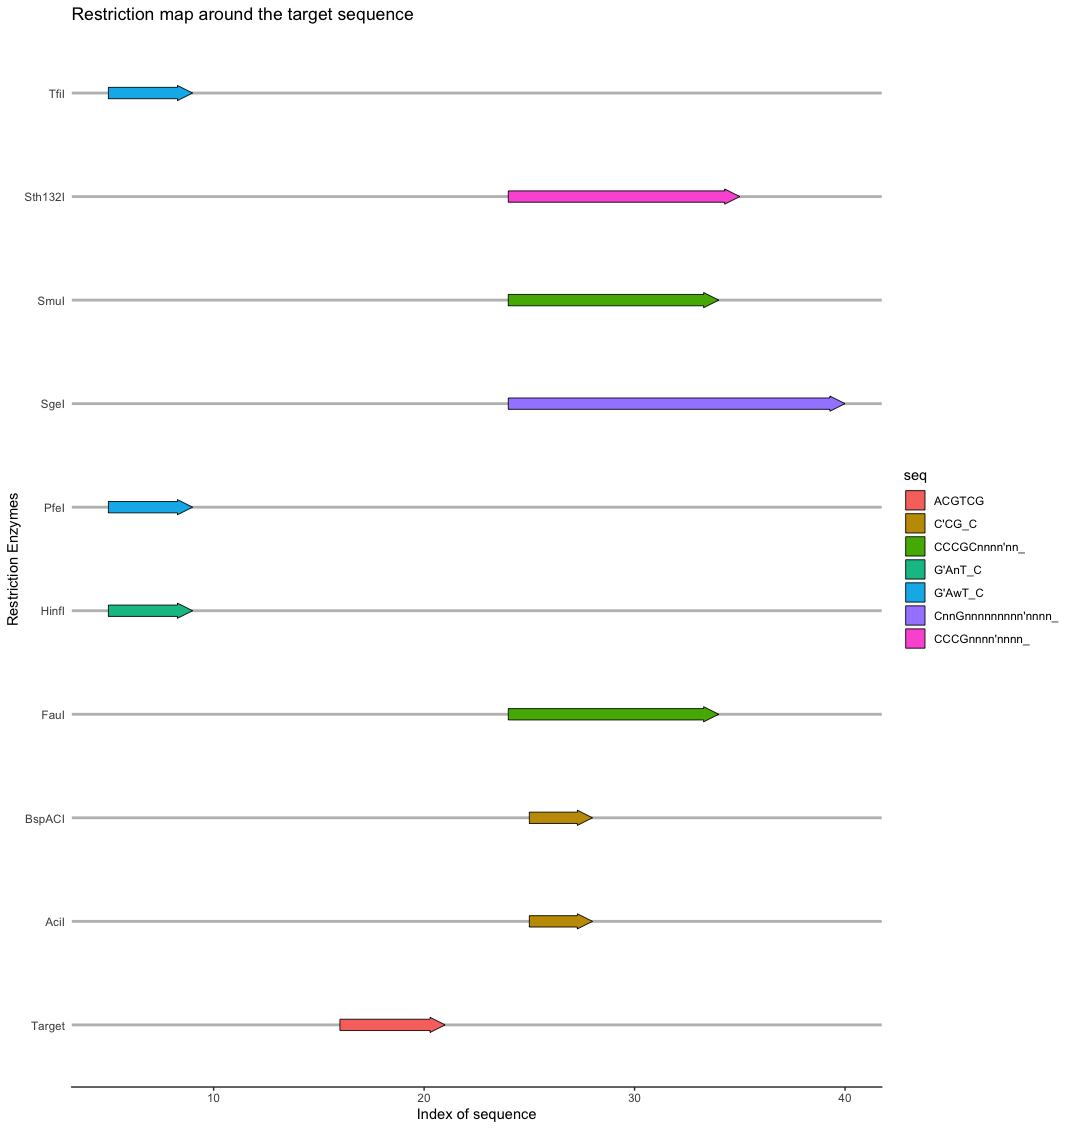 Restriction map around the target sequence
TfiI
Sth132I
SmuI
SgeI
PfeI
HinfI
FauI
BspACI
AciI
Target
Restriction Enzymes
10 20 30 40
Index of sequence
seq
ACGTCG
C'CG_C
CCCGCnnnn'nn_
G'AnT_C
G'AwT_C
CnnGnnnnnnnnn'nnnn_
CCCGnnnn'nnnn_